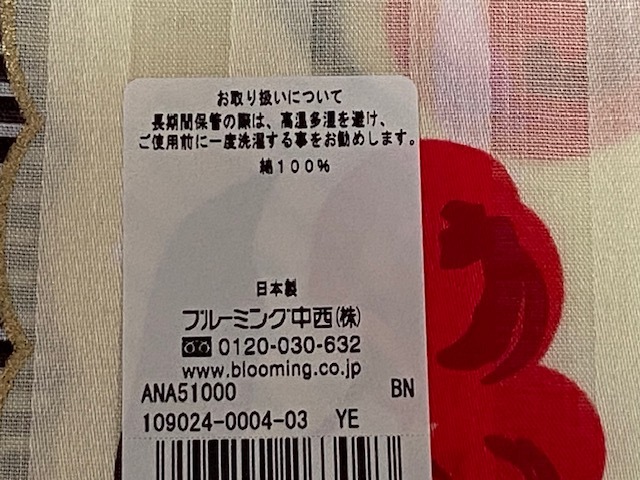 お取り扱いについて
長期間保管の際は、高温多湿を避け、
ご使用前に一度洗濯する事をお勧めします。
綿100%
日本製
ブルーミング中西(株)
0120-030-632
www.blooming.co.jp
ANA51000 BN
109024-0004-03 YE